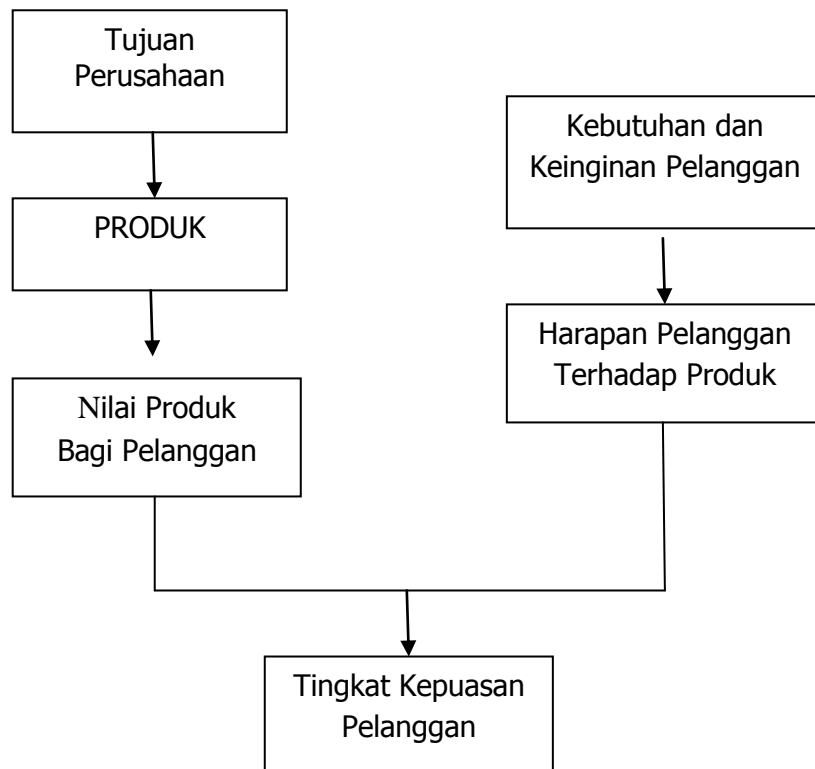 Tujuan
Perusahaan
PRODUK
Nilai Produk
Bagi Pelanggan
Kebutuhan dan
Keinginan Pelanggan
Harapan Pelanggan
Terhadap Produk
Tingkat Kepuasan
Pelanggan